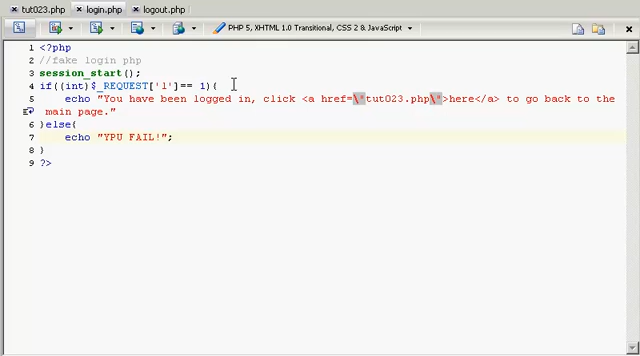 tut023.php login.php logout.php
PHP 5, XHTML 1.0 Transitional, CSS 2 & JavaScript
1 <?php
2 //fake login php
3 session_start();
4 if((int)$_REQUEST['l']== 1){
5 echo "You have been logged in, click <a href=\"tut023.php\">here</a> to go back to the
main page."
6 }else{
7 echo "YPU FAIL!";
8 }
9 ?>